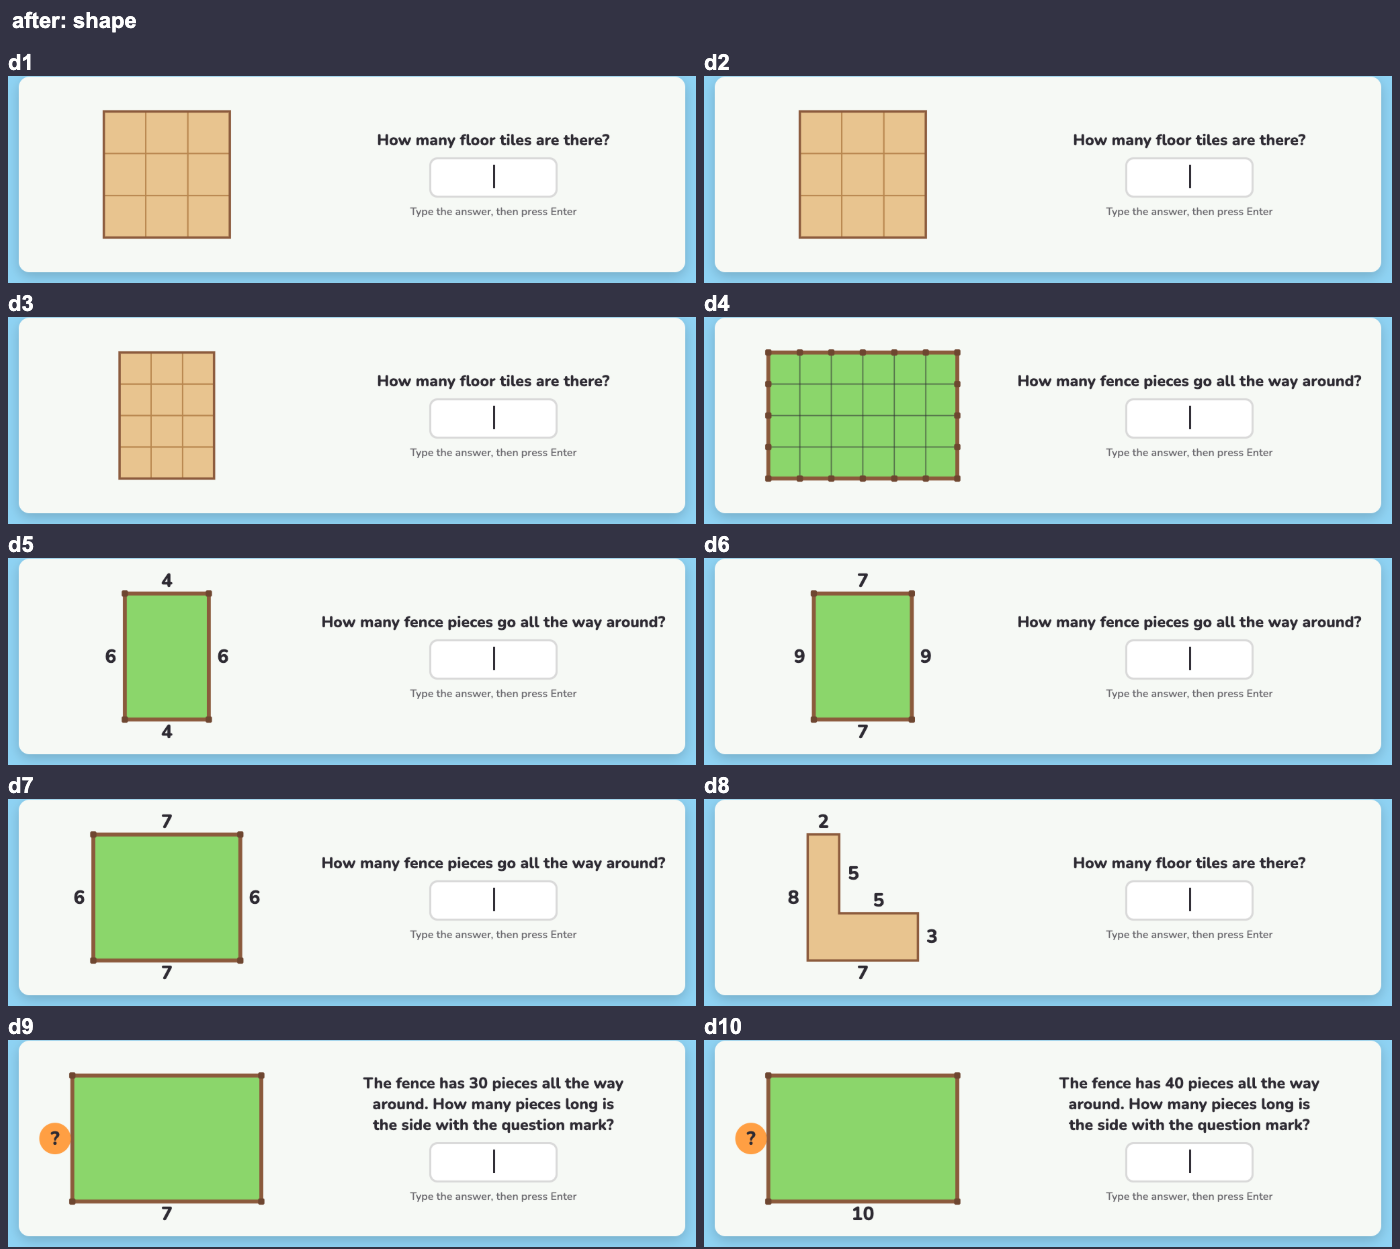 after: shape
d1
How many floor tiles are there?
Type the answer, then press Enter
d2
How many floor tiles are there?
Type the answer, then press Enter
d3
How many floor tiles are there?
Type the answer, then press Enter
d4
How many fence pieces go all the way around?
Type the answer, then press Enter
d5
4
6
6
4
How many fence pieces go all the way around?
Type the answer, then press Enter
d6
7
9
9
7
How many fence pieces go all the way around?
Type the answer, then press Enter
d7
7
6
6
7
How many fence pieces go all the way around?
Type the answer, then press Enter
d8
2
5
8
5
3
7
How many floor tiles are there?
Type the answer, then press Enter
d9
?
7
The fence has 30 pieces all the way
around. How many pieces long is
the side with the question mark?
Type the answer, then press Enter
d10
?
10
The fence has 40 pieces all the way
around. How many pieces long is
the side with the question mark?
Type the answer, then press Enter